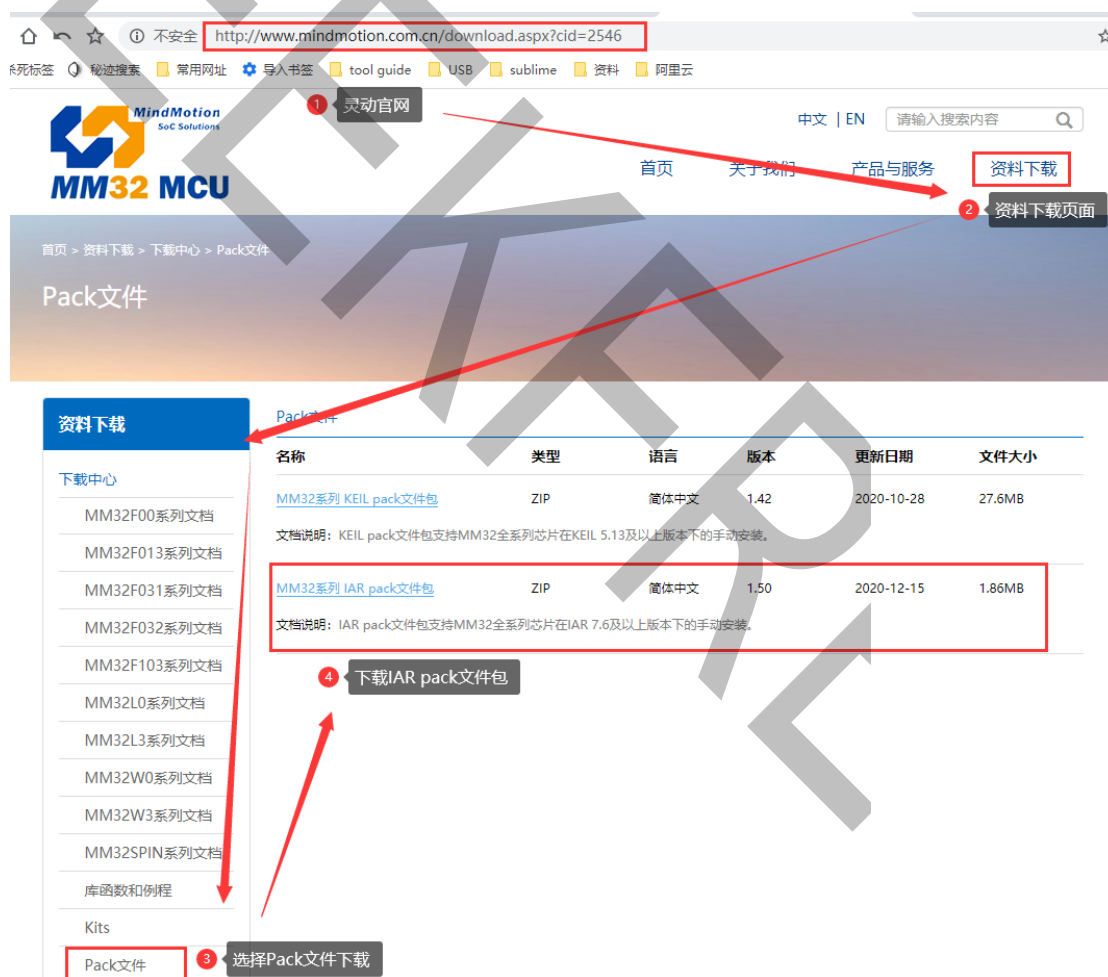 不安全 http://www.mindmotion.com.cn/download.aspx?cid=2546
死标签 秘迹搜索 常用网址 导入书签 tool guide USB sublime 资料 阿里云
1 灵动官网
MindMotion
SoC Solutions
MM32 MCU
中文 | EN 请输入搜索内容
首页 关于我们 产品与服务 资料下载
2 资料下载页面
首页 > 资料下载 > 下载中心 > Pack文件
Pack文件
资料下载
Pack文件
名称 类型 语言 版本 更新日期 文件大小
下载中心
MM32系列 KEIL pack文件包 ZIP 简体中文 1.42 2020-10-28 27.6MB
MM32F00系列文档
文档说明：KEIL pack文件包支持MM32全系列芯片在KEIL 5.13及以上版本下的手动安装。
MM32F013系列文档
MM32F031系列文档
MM32系列 IAR pack文件包 ZIP 简体中文 1.50 2020-12-15 1.86MB
MM32F032系列文档
文档说明：IAR pack文件包支持MM32全系列芯片在IAR 7.6及以上版本下的手动安装。
MM32F103系列文档
4 下载IAR pack文件包
MM32L0系列文档
MM32L3系列文档
MM32W0系列文档
MM32W3系列文档
MM32SPIN系列文档
库函数和例程
Kits
Pack文件
3 选择Pack文件下载